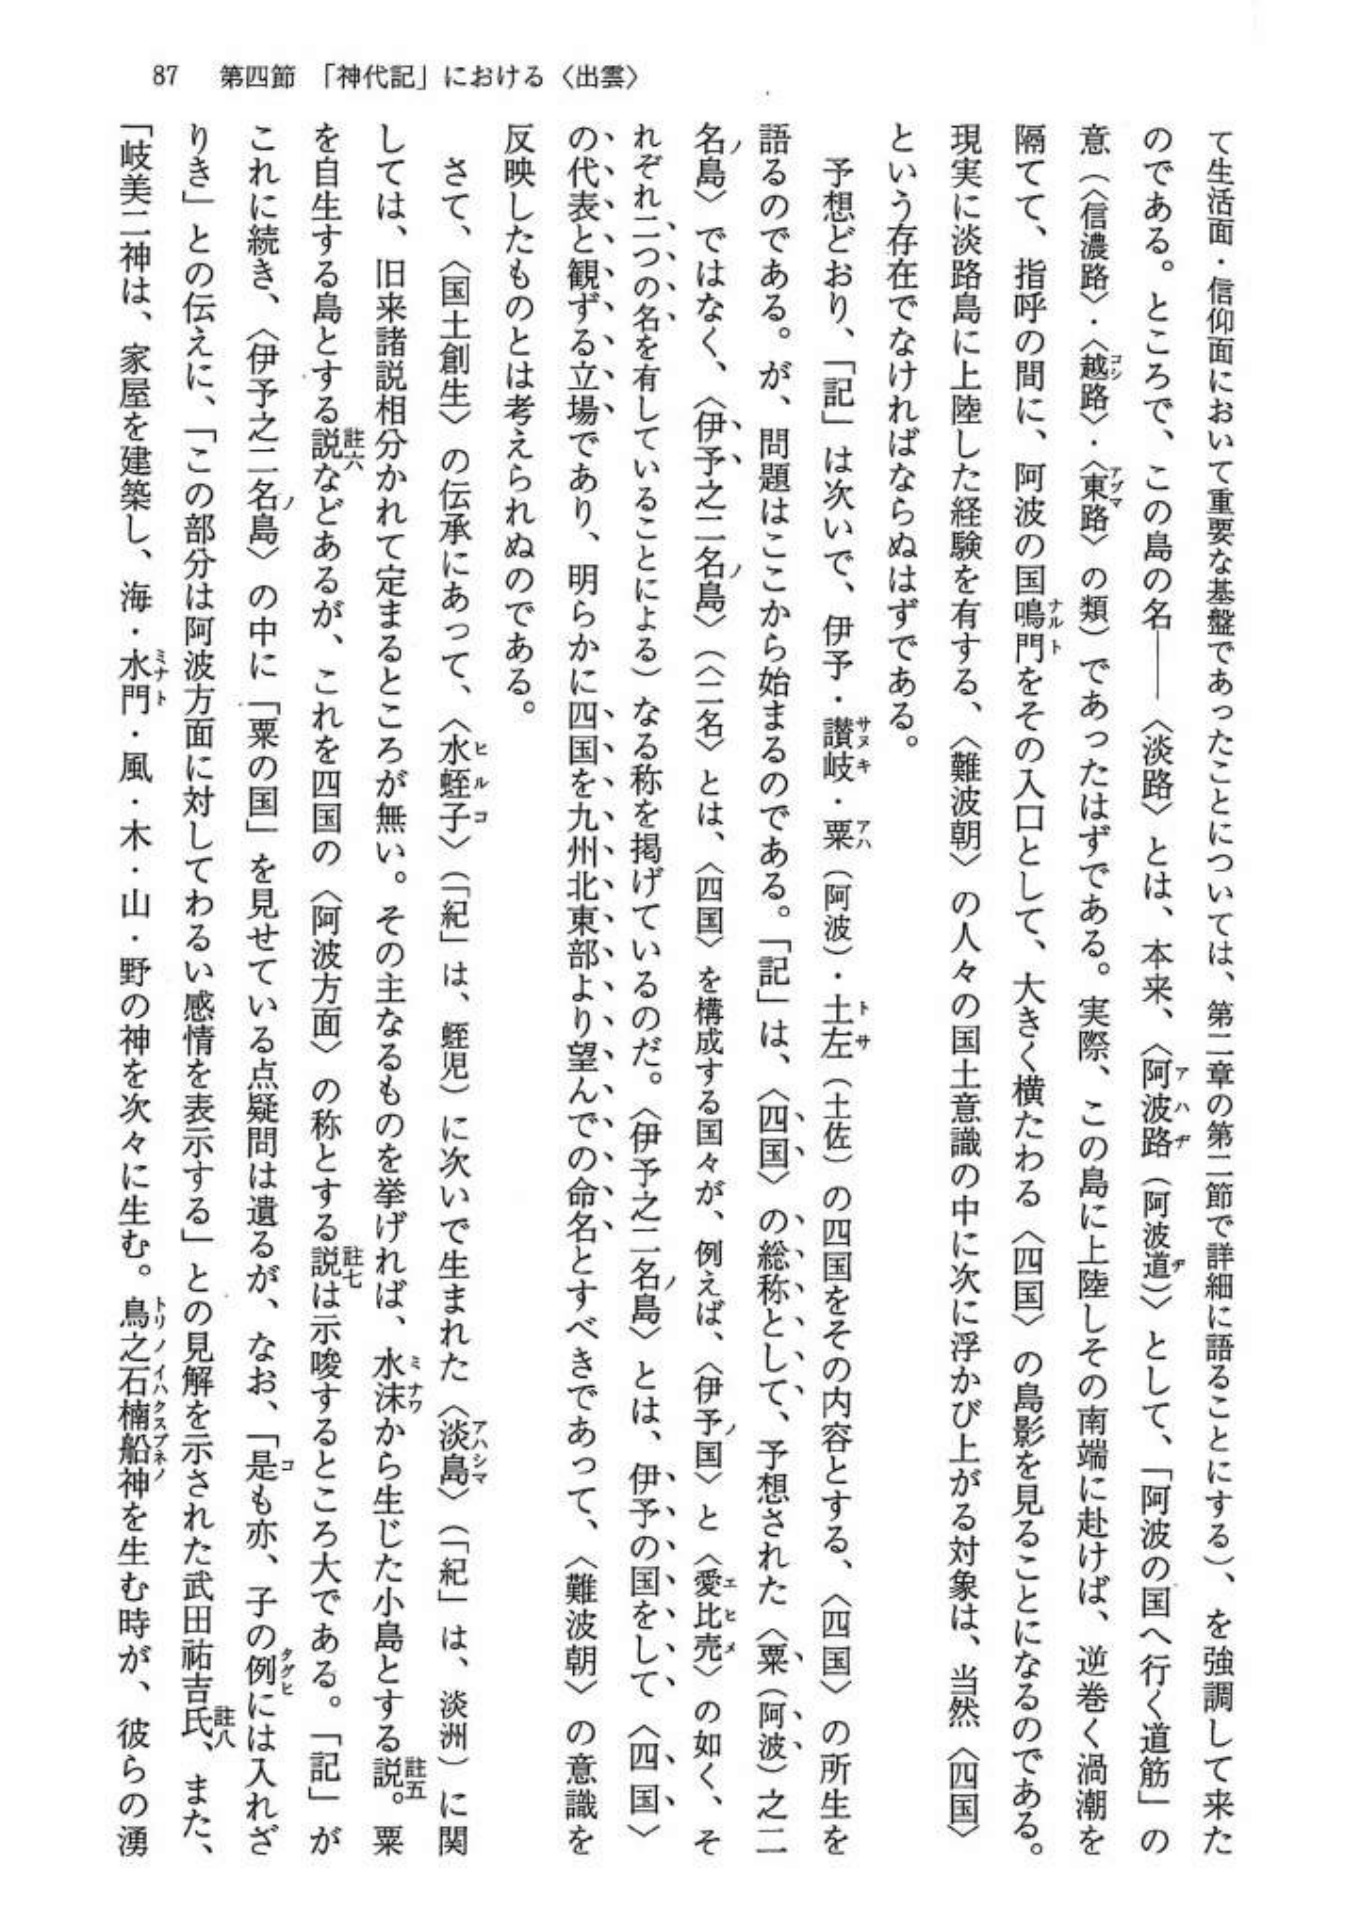 87　第四節　「神代記」における〈出雲〉
て生活面・信仰面において重要な基盤であったことについては、第二章の第二節で詳細に語ることにする）、を強調して来た
のである。ところで、この島の名――〈淡路〉とは、本来、〈阿波路（阿波道）〉として、「阿波の国へ行く道筋」の
意（〈信濃路〉・〈越路〉・〈東路〉の類）であったはずである。実際、この島に上陸しその南端に赴けば、逆巻く渦潮を
隔てて、指呼の間に、阿波の国鳴門をその入口として、大きく横たわる〈四国〉の島影を見ることになるのである。
現実に淡路島に上陸した経験を有する、〈難波朝〉の人々の国土意識の中に次に浮かび上がる対象は、当然〈四国〉
という存在でなければならぬはずである。
予想どおり、「記」は次いで、伊予・讃岐・粟（阿波）・土左（土佐）の四国をその内容とする、〈四国〉の所生を
語るのである。が、問題はここから始まるのである。「記」は、〈四国〉の総称として、予想された〈粟（阿波）之二
名島〉ではなく、〈伊予之二名島〉（〈二名〉とは、〈四国〉を構成する国々が、例えば、〈伊予国〉と〈愛比売〉の如く、そ
れぞれ二つの名を有していることによる）なる称を掲げているのだ。〈伊予之二名島〉とは、伊予の国をして〈四国〉
の代表と観ずる立場であり、明らかに四国を九州北東部より望んでの命名とすべきであって、〈難波朝〉の意識を
反映したものとは考えられぬのである。
さて、〈国土創生〉の伝承にあって、〈水蛭子〉（「紀」は、蛭児）に次いで生まれた〈淡島〉（「紀」は、淡洲）に関
しては、旧来諸説相分かれて定まるところが無い。その主なるものを挙げれば、水沫から生じた小島とする説註五。粟
を自生する島とする説註六などあるが、これを四国の〈阿波方面〉の称とする説註七は示唆するところ大である。「記」が
これに続き、〈伊予之二名島〉の中に「粟の国」を見せている点疑問は遺るが、なお、「是も亦、子の例には入れざ
りき」との伝えに、「この部分は阿波方面に対してわるい感情を表示する」との見解を示された武田祐吉氏註八、また、
「岐美二神は、家屋を建築し、海・水門・風・木・山・野の神を次々に生む。鳥之石楠船神を生む時が、彼らの湧